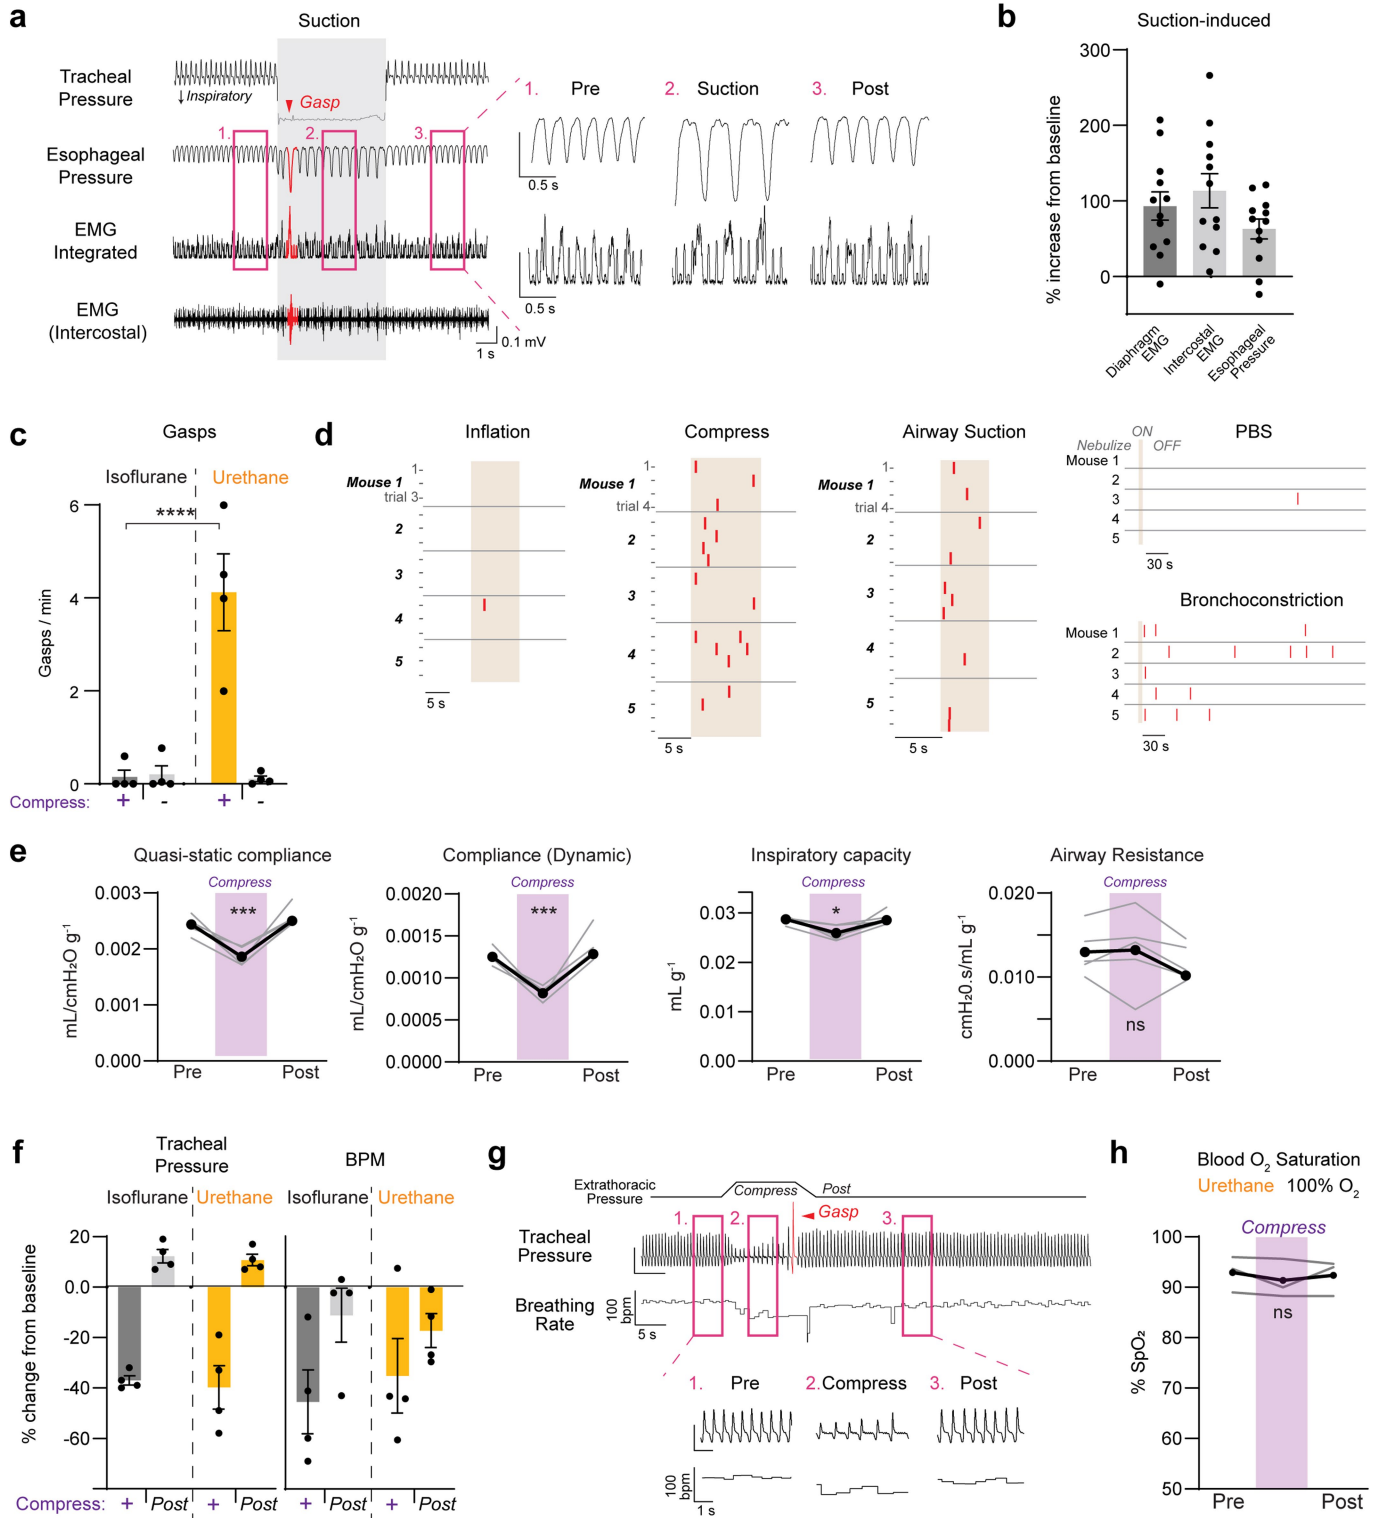 a
Suction
Tracheal
Pressure
↓ Inspiratory
Gasp
1.
2.
3.
Esophageal
Pressure
EMG
Integrated
EMG
(Intercostal)
0.1 mV
1 s
1. Pre
2. Suction
3. Post
0.5 s
0.5 s
b
Suction-induced
% increase from baseline
300
200
100
0
Diaphragm
EMG
Intercostal
EMG
Esophageal
Pressure
c
Gasps
Isoflurane
Urethane
****
Gasps / min
6
4
2
0
Compress: + - + -
d
Inflation
1
Mouse 1
trial 3
2
3
4
5
5 s
Compress
1
Mouse 1
trial 4
2
3
4
5
5 s
Airway Suction
1
Mouse 1
trial 4
2
3
4
5
5 s
PBS
ON
Nebulize OFF
Mouse 1
2
3
4
5
30 s
Bronchoconstriction
Mouse 1
2
3
4
5
30 s
e
Quasi-static compliance
Compress
***
mL/cmH₂O g⁻¹
0.003
0.002
0.001
0.000
Pre Post
Compliance (Dynamic)
Compress
***
mL/cmH₂O g⁻¹
0.0020
0.0015
0.0010
0.0005
0.0000
Pre Post
Inspiratory capacity
Compress
*
mL g⁻¹
0.03
0.02
0.01
0.00
Pre Post
Airway Resistance
Compress
ns
cmH₂0.s/mL g⁻¹
0.020
0.010
0.000
Pre Post
f
Tracheal
Pressure
BPM
Isoflurane Urethane Isoflurane Urethane
% change from baseline
20
0.0
-20
-40
-60
Compress: + Post + Post + Post + Post
g
Extrathoracic
Pressure
Compress
Post
Gasp
1.
2.
3.
Tracheal
Pressure
Breathing
Rate
100
bpm
5 s
1. Pre
2. Compress
3. Post
100
bpm
1 s
h
Blood O₂ Saturation
Urethane 100% O₂
Compress
ns
% SpO₂
100
90
80
70
60
50
Pre Post